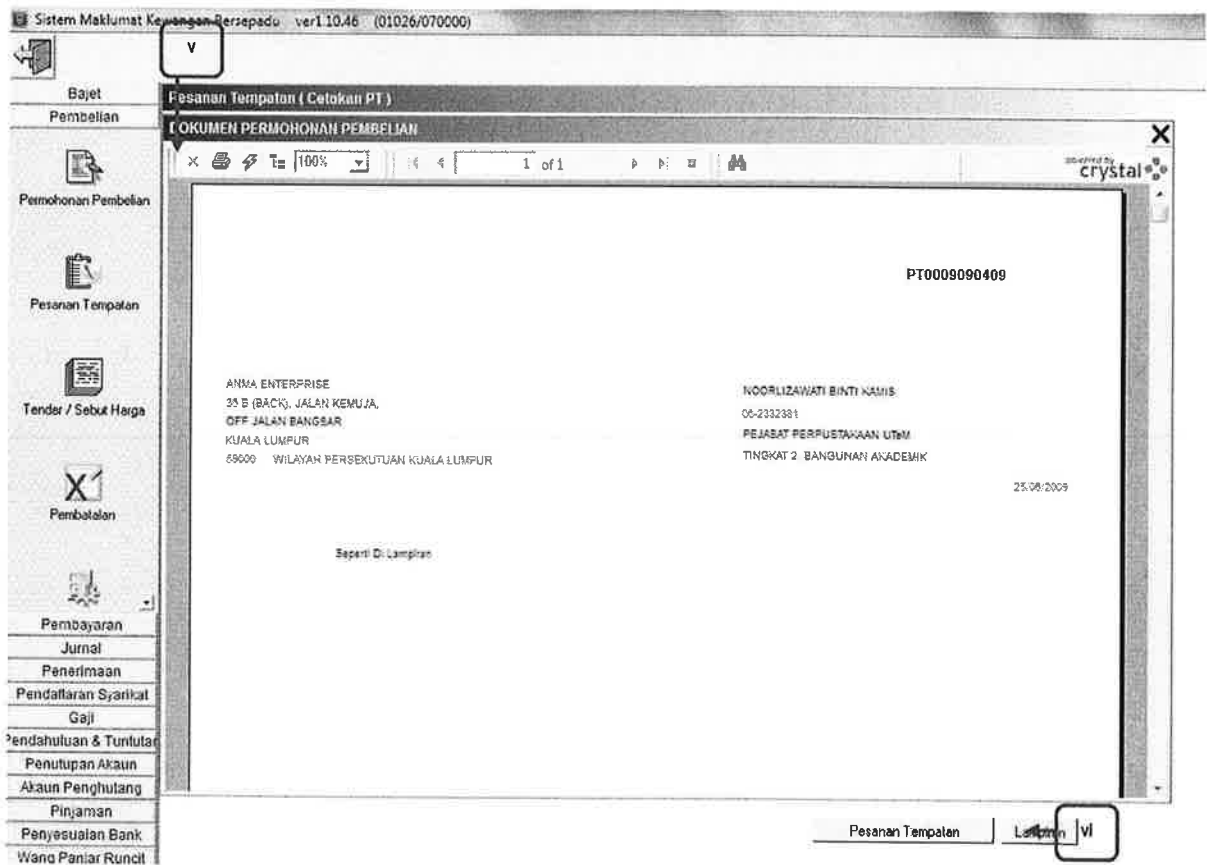 Sistem Maklumat Kewangan Bersepadu ver1.10.46 (01026/070000)
v
Bajet
Pembelian
Permohonan Pembelian
Pesanan Tempatan
Tender / Sebut Harga
Pembatalan
Pembayaran
Jurnal
Penerimaan
Pendaftaran Syarikat
Gaji
Pendahuluan & Tuntutan
Penutupan Akaun
Akaun Penghutang
Pinjaman
Penyesuaian Bank
Wang Panjar Runcit
Pesanan Tempatan ( Cetakan PT )
DOKUMEN PERMOHONAN PEMBELIAN
X
100%
1 of 1
powered by
crystal
PT0009090409
ANMA ENTERPRISE
35 B (BACK), JALAN KEMUJA,
OFF JALAN BANGSAR
KUALA LUMPUR
59000 WILAYAH PERSEKUTUAN KUALA LUMPUR
NOORLIZAWATI BINTI KAMIS
06-2332381
PEJABAT PERPUSTAKAAN UTeM
TINGKAT 2 BANGUNAN AKADEMIK
25/06/2009
Seperti Di Lampiran
Pesanan Tempatan
Lampiran
vi